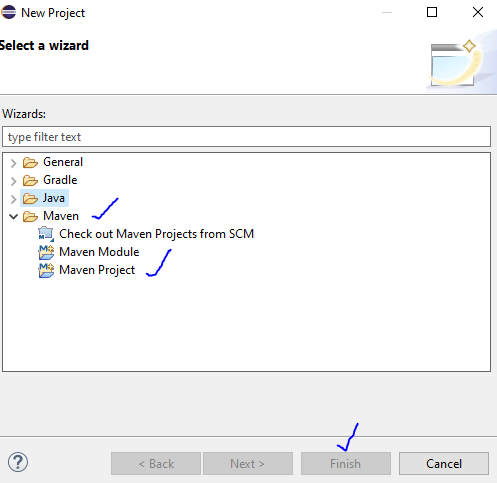 New Project
Select a wizard
Wizards:
type filter text
General
Gradle
Java
Maven
Check out Maven Projects from SCM
Maven Module
Maven Project
?
< Back
Next >
Finish
Cancel